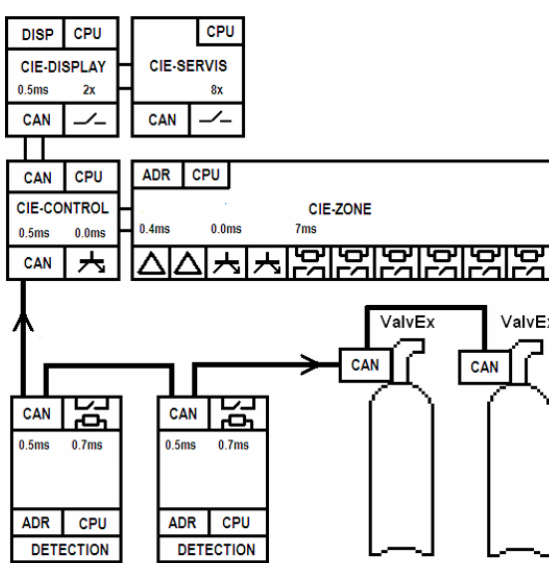 DISP CPU
CIE-DISPLAY
0.5ms 2x
CAN
CPU
CIE-SERVIS
8x
CAN
CAN CPU
CIE-CONTROL
0.5ms 0.0ms
CAN
ADR CPU
CIE-ZONE
0.4ms 0.0ms 7ms
ValvEx
CAN
ValvEx
CAN
CAN
0.5ms 0.7ms
ADR CPU
DETECTION
CAN
0.5ms 0.7ms
ADR CPU
DETECTION